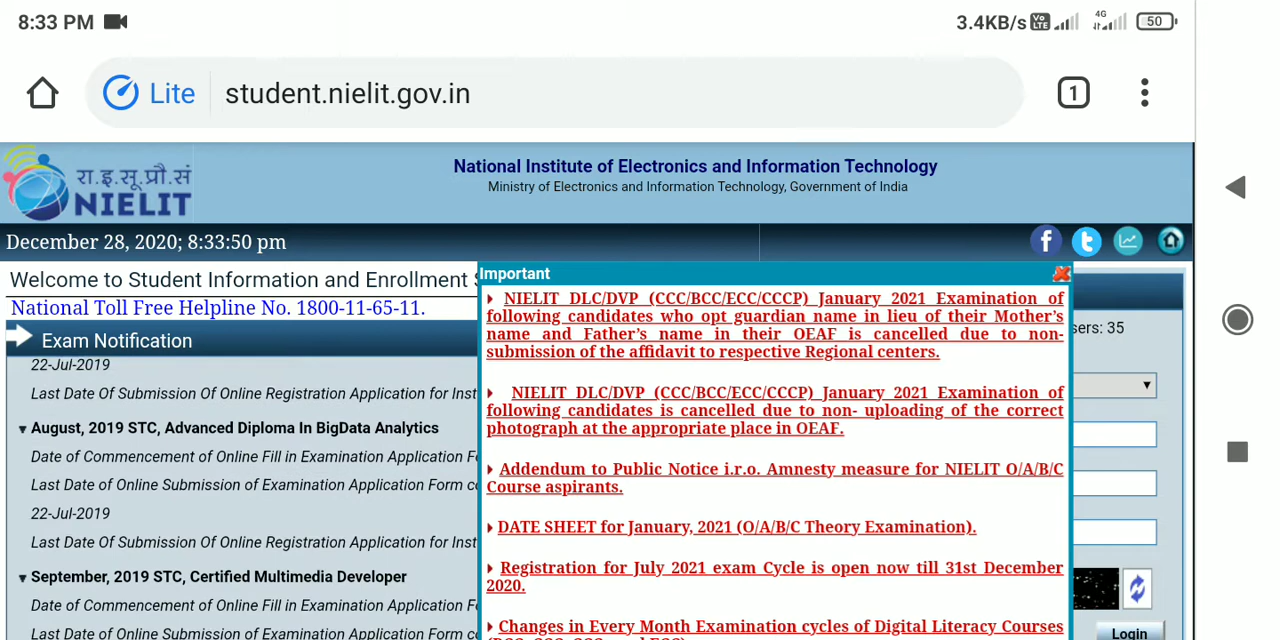 8:33 PM
3.4KB/s Vo LTE 4G 50
Lite student.nielit.gov.in 1
रा.इ.सू.प्रौ.सं
NIELIT
National Institute of Electronics and Information Technology
Ministry of Electronics and Information Technology, Government of India
December 28, 2020; 8:33:50 pm
Welcome to Student Information and Enrollment
National Toll Free Helpline No. 1800-11-65-11.
Exam Notification
22-Jul-2019
Last Date Of Submission Of Online Registration Application for Inst
August, 2019 STC, Advanced Diploma In BigData Analytics
Date of Commencement of Online Fill in Examination Application F
Last Date of Online Submission of Examination Application Form c
22-Jul-2019
Last Date Of Submission Of Online Registration Application for Inst
September, 2019 STC, Certified Multimedia Developer
Date of Commencement of Online Fill in Examination Application F
Last Date of Online Submission of Examination Application Form c
Important
NIELIT DLC/DVP (CCC/BCC/ECC/CCCP) January 2021 Examination of
following candidates who opt guardian name in lieu of their Mother's
name and Father's name in their OEAF is cancelled due to non-
submission of the affidavit to respective Regional centers.
NIELIT DLC/DVP (CCC/BCC/ECC/CCCP) January 2021 Examination of
following candidates is cancelled due to non- uploading of the correct
photograph at the appropriate place in OEAF.
Addendum to Public Notice i.r.o. Amnesty measure for NIELIT O/A/B/C
Course aspirants.
DATE SHEET for January, 2021 (O/A/B/C Theory Examination).
Registration for July 2021 exam Cycle is open now till 31st December
2020.
Changes in Every Month Examination cycles of Digital Literacy Courses
sers: 35
Login